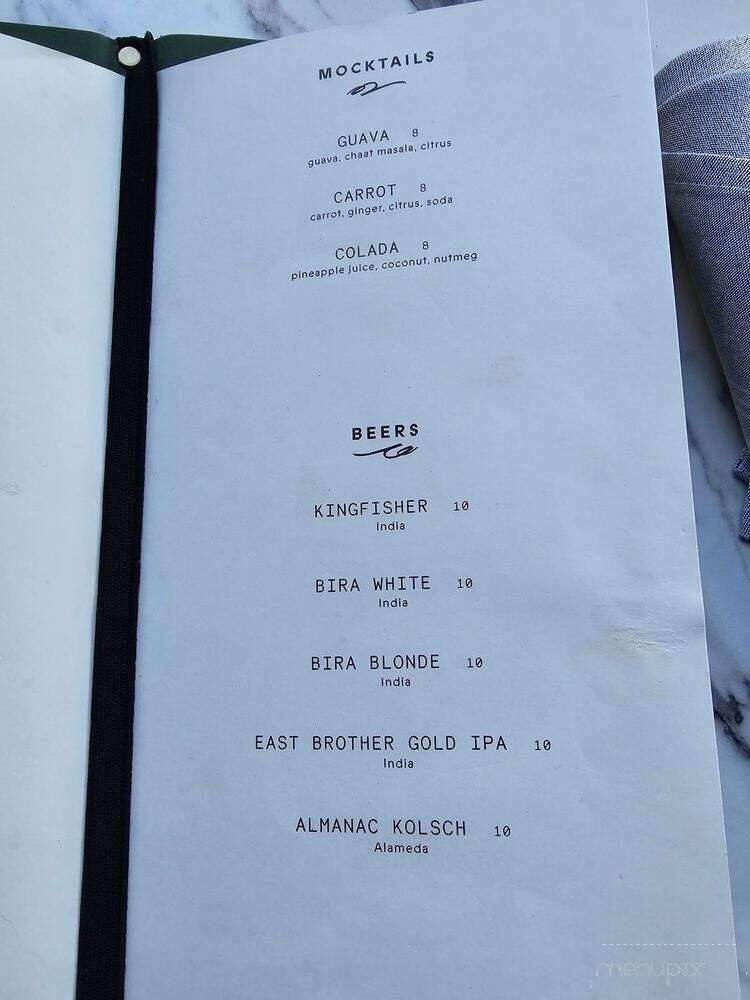 MOCKTAILS
GUAVA 8
guava, chaat masala, citrus
CARROT 8
carrot, ginger, citrus, soda
COLADA 8
pineapple juice, coconut, nutmeg
BEERS
KINGFISHER 10
India
BIRA WHITE 10
India
BIRA BLONDE 10
India
EAST BROTHER GOLD IPA 10
India
ALMANAC KOLSCH 10
Alameda
menupix